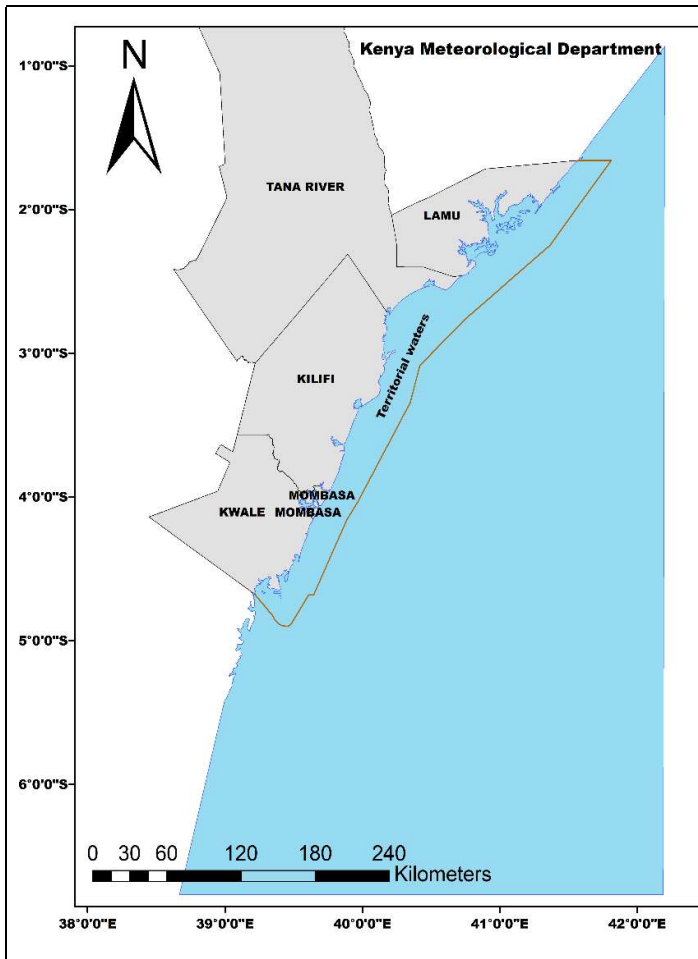 Kenya Meteorological Department
N
1°0'0"S
2°0'0"S
3°0'0"S
4°0'0"S
5°0'0"S
6°0'0"S
TANA RIVER
LAMU
KILIFI
Territorial waters
MOMBASA
KWALE MOMBASA
0 30 60 120 180 240
Kilometers
38°0'0"E 39°0'0"E 40°0'0"E 41°0'0"E 42°0'0"E